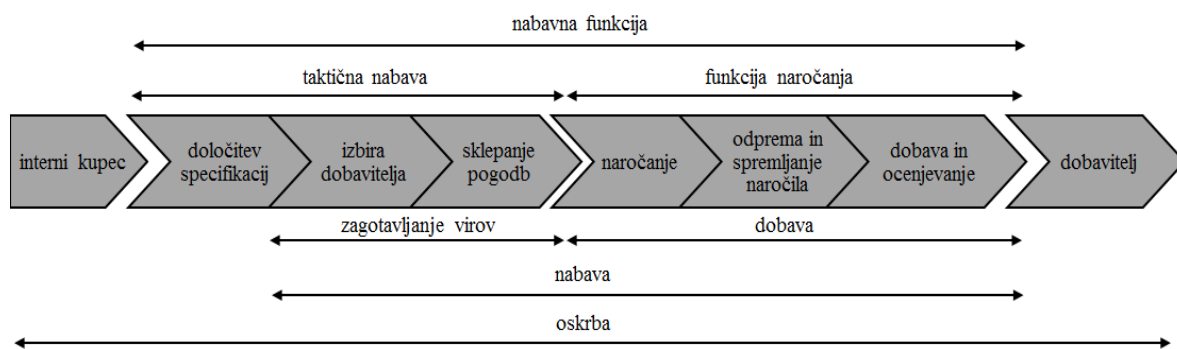 nabavna funkcija
taktična nabava
funkcija naročanja
interni kupec
določitev
specifikacij
izbira
dobavitelja
sklepanje
pogodb
naročanje
odprema in
spremljanje
naročila
dobava in
ocenjevanje
dobavitelj
zagotavljanje virov
dobava
nabava
oskrba